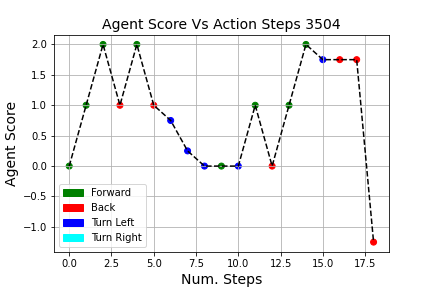 Agent Score Vs Action Steps 3504
2.0
1.5
1.0
0.5
0.0
−0.5
−1.0
Agent Score
Forward
Back
Turn Left
Turn Right
0.0 2.5 5.0 7.5 10.0 12.5 15.0 17.5
Num. Steps